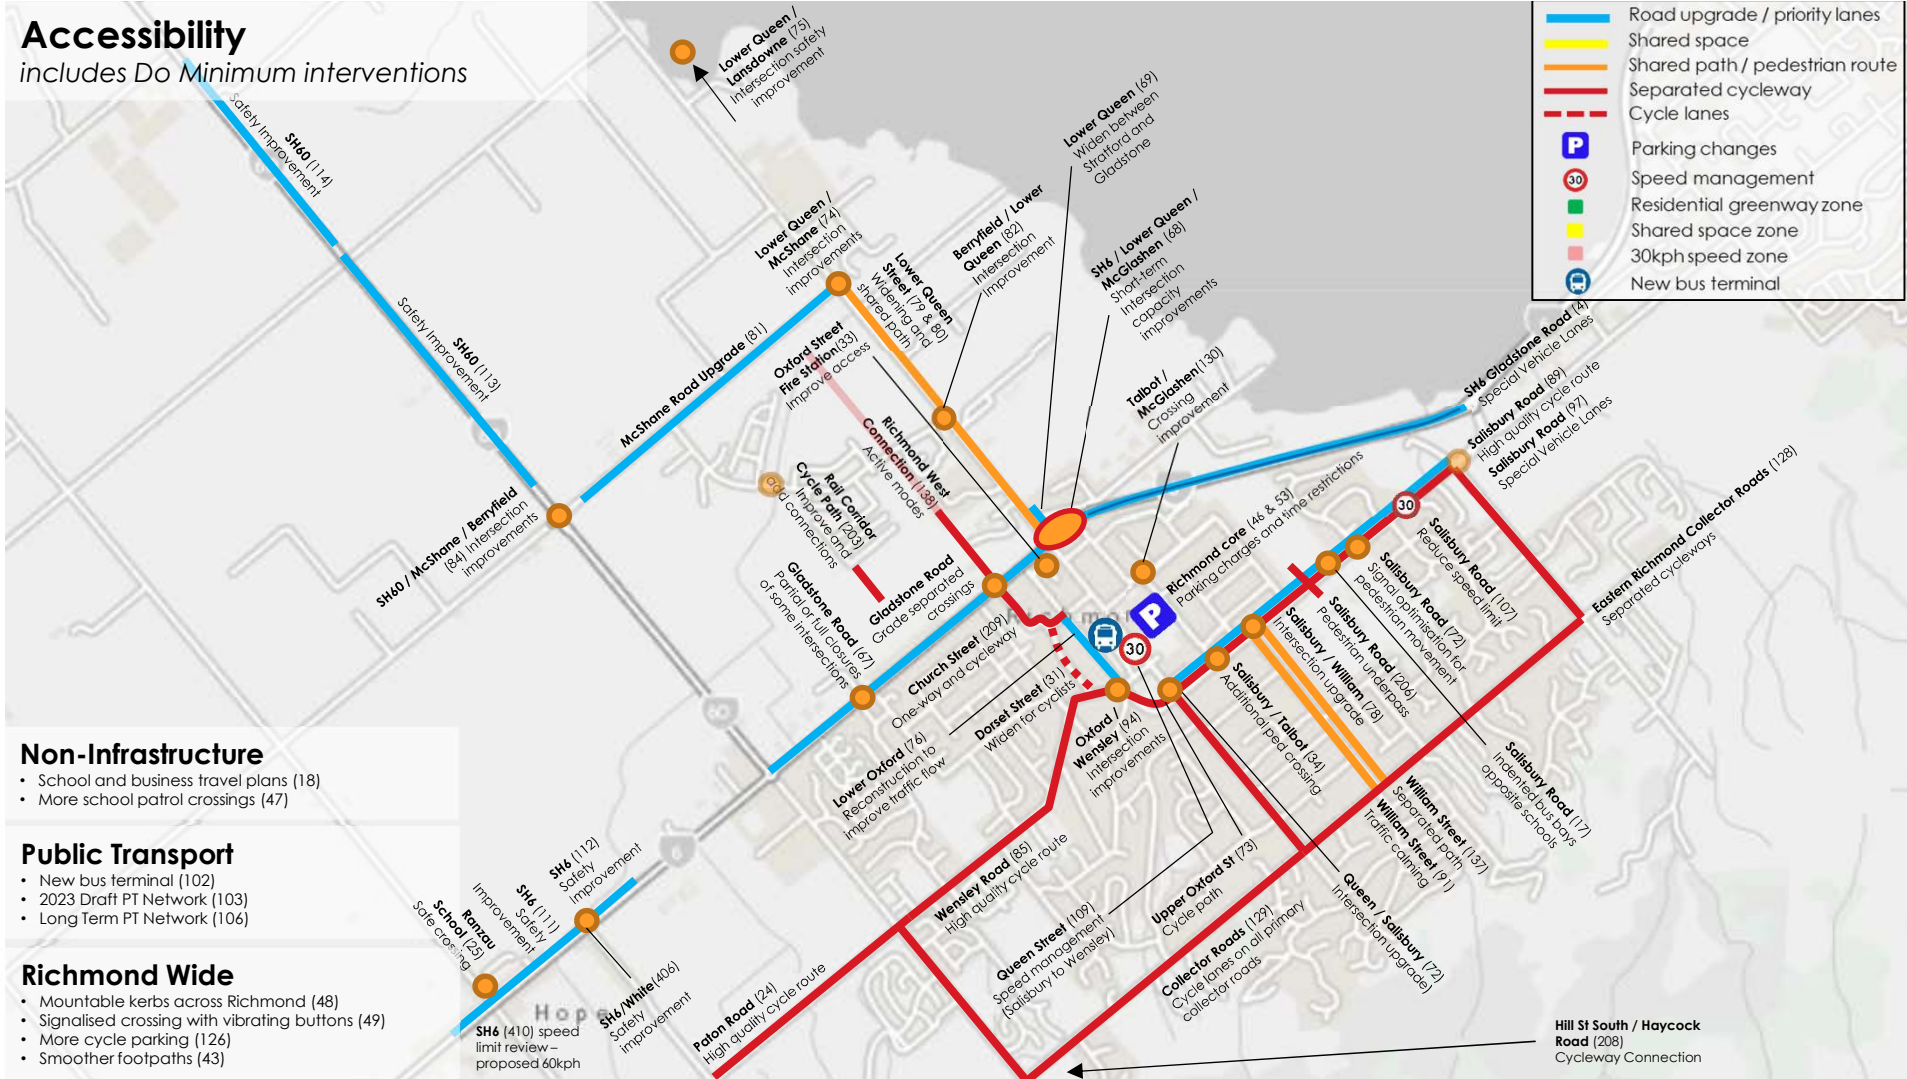 Accessibility
includes Do Minimum interventions
Road upgrade / priority lanes
Shared space
Shared path / pedestrian route
Separated cycleway
Cycle lanes
P
Parking changes
30
Speed management
Residential greenway zone
Shared space zone
30kph speed zone
New bus terminal
SH60 (114)
Safety Improvement
SH60 (113)
Safety Improvement
Lower Queen /
Lansdowne (75)
Intersection safety
improvement
Lower Queen /
McShane (74)
Intersection
improvements
Lower Queen
Street (79 & 80)
Widening and
shared path
Berryfield / Lower
Queen (82)
Intersection
Improvement
Lower Queen (69)
Widen between
Stratford and
Gladstone
SH6 / Lower Queen /
McGlashen (68)
Short-term
Intersection
capacity
improvements
Talbot /
McGlashen (130)
Crossing
improvement
SH6 Gladstone Road (4)
Special Vehicle Lanes
Salisbury Road (89)
High quality cycle route
Salisbury Road (97)
Special Vehicle Lanes
Eastern Richmond Collector Roads (128)
Separated cycleways
McShane Road Upgrade (81)
Oxford Street
Fire Station(33)
Improve access
Richmond West
Connection (138)
Active modes
Rail Corridor
Cycle Path (203)
Improve and
add connections
SH60 / McShane / Berryfield
(84) Intersection
improvements
Gladstone Road
Grade separated
crossings
Gladstone Road (67)
Partial or full closures
of some intersections
Richmond Core (46 & 53)
Parking charges and time restrictions
P
30
30
Church Street (209)
One-way and cycleway
Dorset Street (31)
Widen for cyclists
Lower Oxford (76)
Reconstruction to
improve traffic flow
Oxford /
Wensley (94)
Intersection
improvements
Salisbury Road (107)
Reduce speed limit
Salisbury Road (72)
Signal optimisation for
pedestrian movement
Salisbury Road (206)
Pedestrian underpass
Salisbury / William (78)
Intersection upgrade
Salisbury / Talbot (34)
Additional ped crossing
Salisbury Road (17)
Indented bus bays
opposite schools
William Street (137)
Separated path
William Street (91)
Traffic calming
Queen / Salisbury (72)
Intersection upgrade)
Upper Oxford St (73)
Cycle path
Wensley Road (85)
High quality cycle route
Queen Street (109)
Speed management
(Salisbury to Wensley)
Collector Roads (129)
Cycle lanes on all primary
collector roads
Paton Road (24)
High quality cycle route
Hill St South / Haycock
Road (208)
Cycleway Connection
SH6 (112)
Safety
Improvement
SH6 (111)
Safety
Improvement
Ranzau
School (25)
Safe crossing
SH6/White(406)
Safety
improvement
Hope
SH6 (410) speed
limit review –
proposed 60kph
Non-Infrastructure
• School and business travel plans (18)
• More school patrol crossings (47)
Public Transport
• New bus terminal (102)
• 2023 Draft PT Network (103)
• Long Term PT Network (106)
Richmond Wide
• Mountable kerbs across Richmond (48)
• Signalised crossing with vibrating buttons (49)
• More cycle parking (126)
• Smoother footpaths (43)